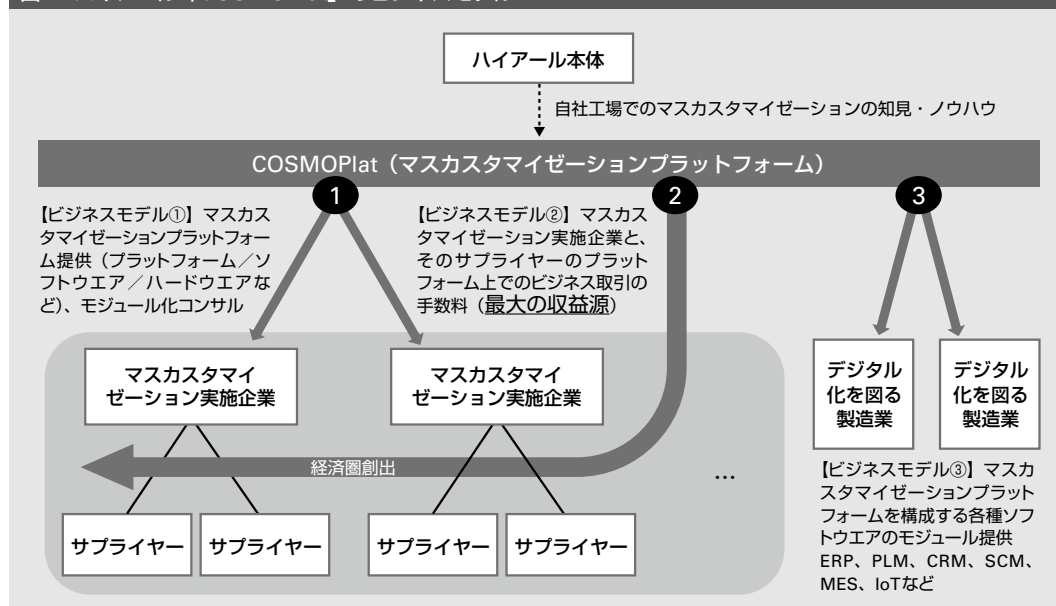 ハイアール本体
自社工場でのマスカスタマイゼーションの知見・ノウハウ
COSMOPlat（マスカスタマイゼーションプラットフォーム）
1
2
3
【ビジネスモデル①】マスカス
タマイゼーションプラットフォー
ム提供（プラットフォーム／ソ
フトウエア／ハードウエアな
ど）、モジュール化コンサル
【ビジネスモデル②】マスカス
タマイゼーション実施企業と、
そのサプライヤーのプラット
フォーム上でのビジネス取引の
手数料（最大の収益源）
マスカスタマイ
ゼーション実施企業
マスカスタマイ
ゼーション実施企業
デジタル
化を図る
製造業
デジタル
化を図る
製造業
経済圏創出
…
サプライヤー
サプライヤー
サプライヤー
サプライヤー
【ビジネスモデル③】マスカ
スタマイゼーションプラット
フォームを構成する各種ソフ
トウエアのモジュール提供
ERP、PLM、CRM、SCM、
MES、IoTなど